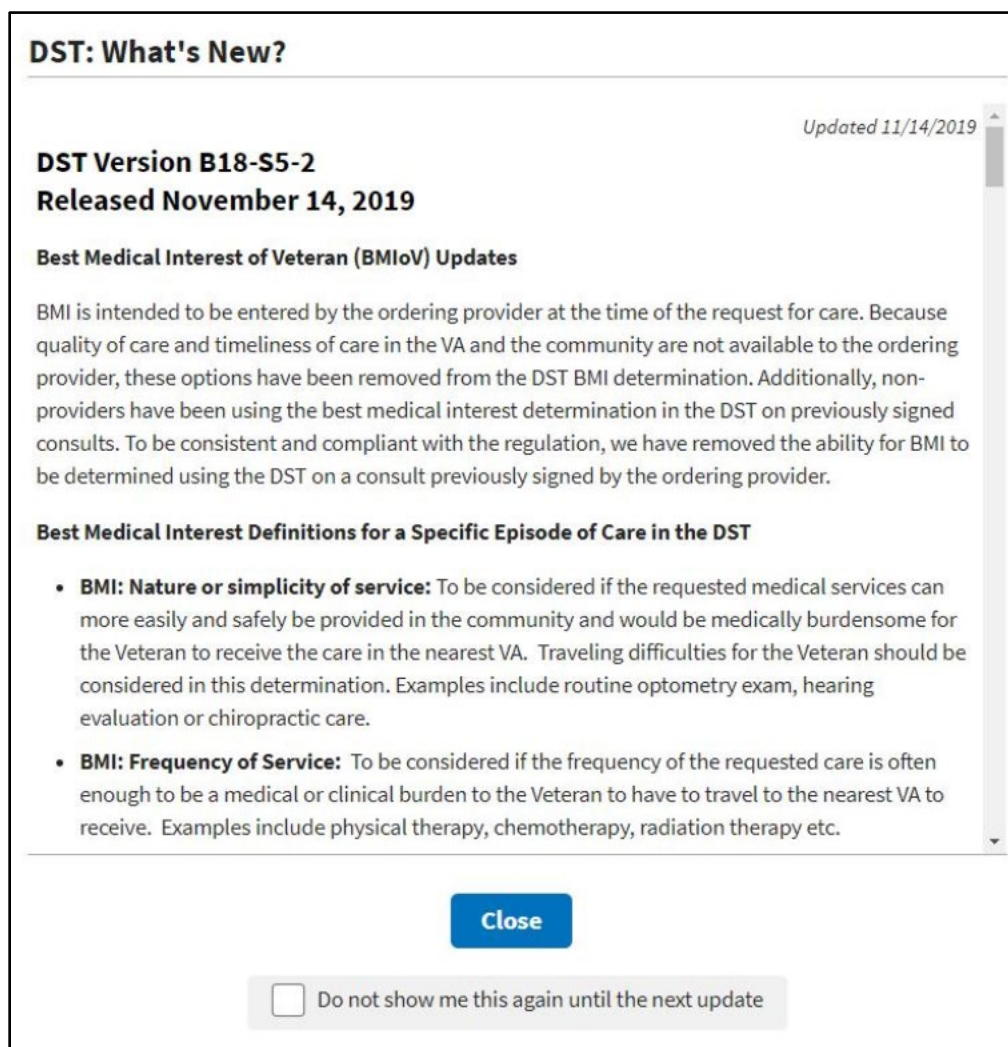 DST: What's New?
Updated 11/14/2019
DST Version B18-S5-2
Released November 14, 2019
Best Medical Interest of Veteran (BMIoV) Updates
BMI is intended to be entered by the ordering provider at the time of the request for care. Because
quality of care and timeliness of care in the VA and the community are not available to the ordering
provider, these options have been removed from the DST BMI determination. Additionally, non-
providers have been using the best medical interest determination in the DST on previously signed
consults. To be consistent and compliant with the regulation, we have removed the ability for BMI to
be determined using the DST on a consult previously signed by the ordering provider.
Best Medical Interest Definitions for a Specific Episode of Care in the DST
• BMI: Nature or simplicity of service: To be considered if the requested medical services can
more easily and safely be provided in the community and would be medically burdensome for
the Veteran to receive the care in the nearest VA. Traveling difficulties for the Veteran should be
considered in this determination. Examples include routine optometry exam, hearing
evaluation or chiropractic care.
• BMI: Frequency of Service: To be considered if the frequency of the requested care is often
enough to be a medical or clinical burden to the Veteran to have to travel to the nearest VA to
receive. Examples include physical therapy, chemotherapy, radiation therapy etc.
Close
Do not show me this again until the next update